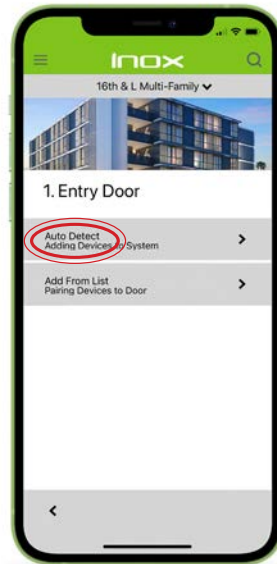 INOX
16th & L Multi-Family
1. Entry Door
Auto Detect
Adding Devices to System
Add From List
Pairing Devices to Door